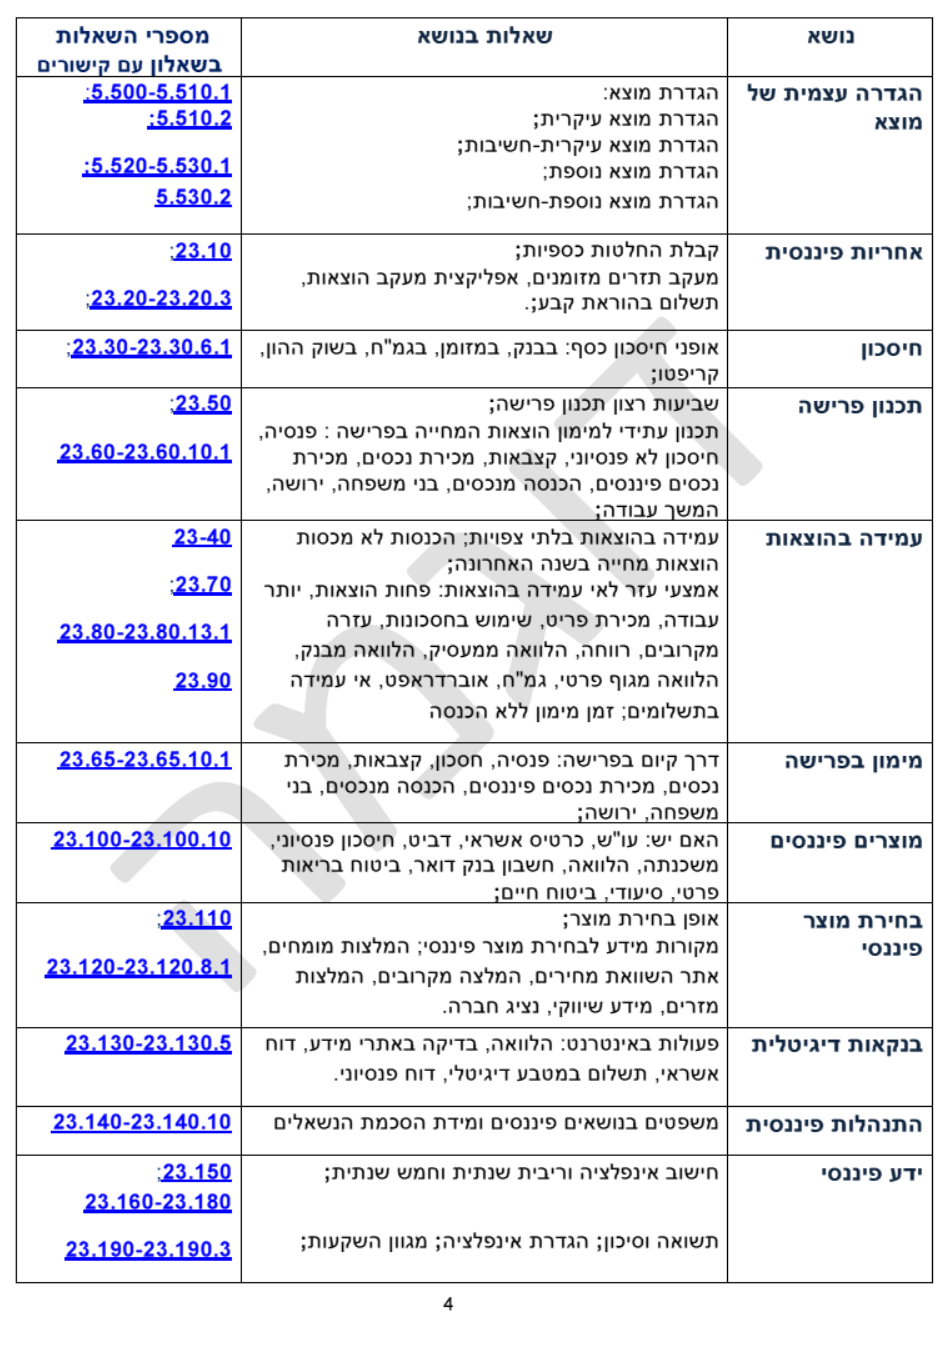 נושא
שאלות בנושא
מספרי השאלות
בשאלון עם קישורים
הגדרה עצמית של
מוצא
הגדרת מוצא:
הגדרת מוצא עיקרית;
הגדרת מוצא עיקרית-חשיבות;
הגדרת מוצא נוספת;
הגדרת מוצא נוספת-חשיבות;
5.500-5.510.1;
5.510.2;
5.520-5.530.1;
5.530.2
אחריות פיננסית
קבלת החלטות כספיות;
מעקב תזרים מזומנים, אפליקצית מעקב הוצאות,
תשלום בהוראת קבע;.
23.10;
23.20-23.20.3;
חיסכון
אופני חיסכון כסף: בבנק, במזומן, בגמ"ח, בשוק ההון,
קריפטו;
23.30-23.30.6.1;
תכנון פרישה
שביעות רצון תכנון פרישה;
תכנון עתידי למימון הוצאות המחייה בפרישה : פנסיה,
חיסכון לא פנסיוני, קצבאות, מכירת נכסים, מכירת
נכסים פיננסים, הכנסה מנכסים, בני משפחה, ירושה,
המשך עבודה;
23.50;
23.60-23.60.10.1
עמידה בהוצאות
עמידה בהוצאות בלתי צפויות; הכנסות לא מכסות
הוצאות מחייה בשנה האחרונה;
אמצעי עזר לאי עמידה בהוצאות: פחות הוצאות, יותר
עבודה, מכירת פריט, שימוש בחסכונות, עזרה
מקרובים, רווחה, הלוואה ממעסיק, הלוואה מבנק,
הלוואה מגוף פרטי, גמ"ח, אוברדראפט, אי עמידה
בתשלומים; זמן מימון ללא הכנסה
23-40
23.70;
23.80-23.80.13.1
23.90
מימון בפרישה
דרך קיום בפרישה: פנסיה, חסכון, קצבאות, מכירת
נכסים, מכירת נכסים פיננסים, הכנסה מנכסים, בני
משפחה, ירושה;
23.65-23.65.10.1
מוצרים פיננסים
האם יש: עו"ש, כרטיס אשראי, דביט, חיסכון פנסיוני,
משכנתה, הלוואה, חשבון בנק דואר, ביטוח בריאות
פרטי, סיעודי, ביטוח חיים;
23.100-23.100.10
בחירת מוצר
פיננסי
אופן בחירת מוצר;
מקורות מידע לבחירת מוצר פיננסי; המלצות מומחים,
אתר השוואת מחירים, המלצה מקרובים, המלצות
מזרים, מידע שיווקי, נציג חברה.
23.110;
23.120-23.120.8.1
בנקאות דיגיטלית
פעולות באינטרנט: הלוואה, בדיקה באתרי מידע, דוח
אשראי, תשלום במטבע דיגיטלי, דוח פנסיוני.
23.130-23.130.5
התנהלות פיננסית
משפטים בנושאים פיננסים ומידת הסכמת הנשאלים
23.140-23.140.10
ידע פיננסי
חישוב אינפלציה וריבית שנתית וחמש שנתית;
תשואה וסיכון; הגדרת אינפלציה; מגוון השקעות;
23.150;
23.160-23.180
23.190-23.190.3
דוגמה
4